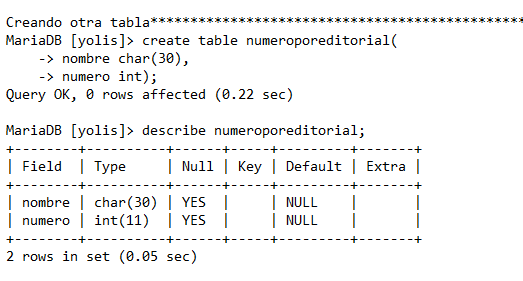 Creando otra tabla***********************************************
MariaDB [yolis]> create table numeroporeditorial(
    -> nombre char(30),
    -> numero int);
Query OK, 0 rows affected (0.22 sec)

MariaDB [yolis]> describe numeroporeditorial;
+--------+----------+------+-----+---------+-------+
| Field  | Type     | Null | Key | Default | Extra |
+--------+----------+------+-----+---------+-------+
| nombre | char(30) | YES  |     | NULL    |       |
| numero | int(11)  | YES  |     | NULL    |       |
+--------+----------+------+-----+---------+-------+
2 rows in set (0.05 sec)